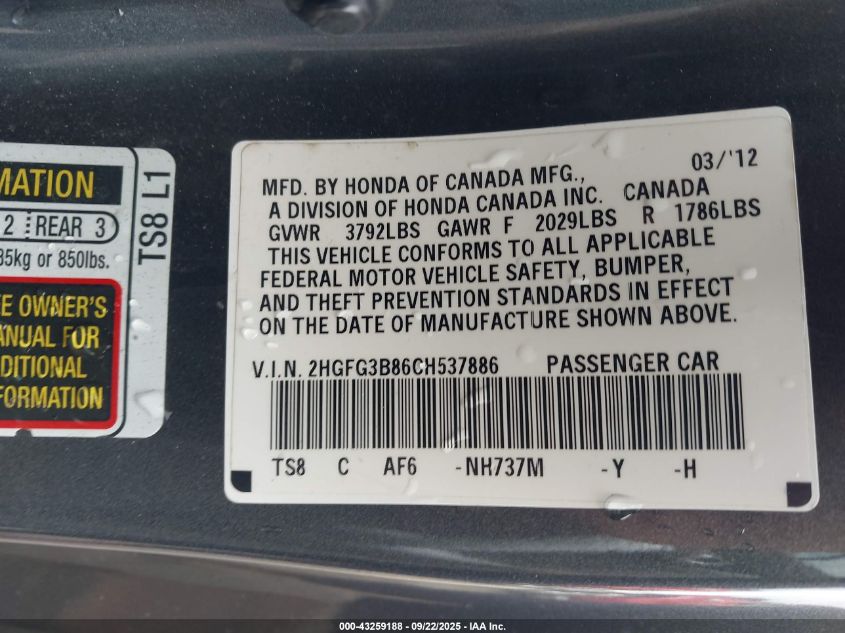 MATION
2 REAR 3
35kg or 850lbs.
E OWNER'S
ANUAL FOR
DDITIONAL
FORMATION
TS8 L1
03/'12
MFD. BY HONDA OF CANADA MFG.,
A DIVISION OF HONDA CANADA INC. CANADA
GVWR 3792LBS GAWR F 2029LBS R 1786LBS
THIS VEHICLE CONFORMS TO ALL APPLICABLE
FEDERAL MOTOR VEHICLE SAFETY, BUMPER,
AND THEFT PREVENTION STANDARDS IN EFFECT
ON THE DATE OF MANUFACTURE SHOWN ABOVE.
V.I.N. 2HGFG3B86CH537886 PASSENGER CAR
TS8 C AF6 -NH737M -Y -H
000-43259188 - 09/22/2025 - IAA Inc.